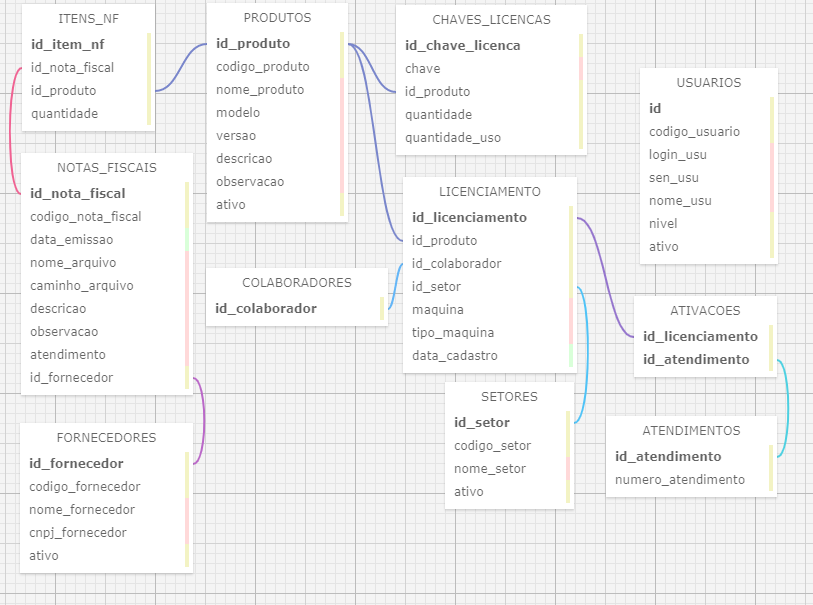 ITENS_NF
id_item_nf
id_nota_fiscal
id_produto
quantidade
PRODUTOS
id_produto
codigo_produto
nome_produto
modelo
versao
descricao
observacao
ativo
CHAVES_LICENCAS
id_chave_licenca
chave
id_produto
quantidade
quantidade_uso
USUARIOS
id
codigo_usuario
login_usu
sen_usu
nome_usu
nivel
ativo
NOTAS_FISCAIS
id_nota_fiscal
codigo_nota_fiscal
data_emissao
nome_arquivo
caminho_arquivo
descricao
observacao
atendimento
id_fornecedor
COLABORADORES
id_colaborador
LICENCIAMENTO
id_licenciamento
id_produto
id_colaborador
id_setor
maquina
tipo_maquina
data_cadastro
ATIVACOES
id_licenciamento
id_atendimento
FORNECEDORES
id_fornecedor
codigo_fornecedor
nome_fornecedor
cnpj_fornecedor
ativo
SETORES
id_setor
codigo_setor
nome_setor
ativo
ATENDIMENTOS
id_atendimento
numero_atendimento